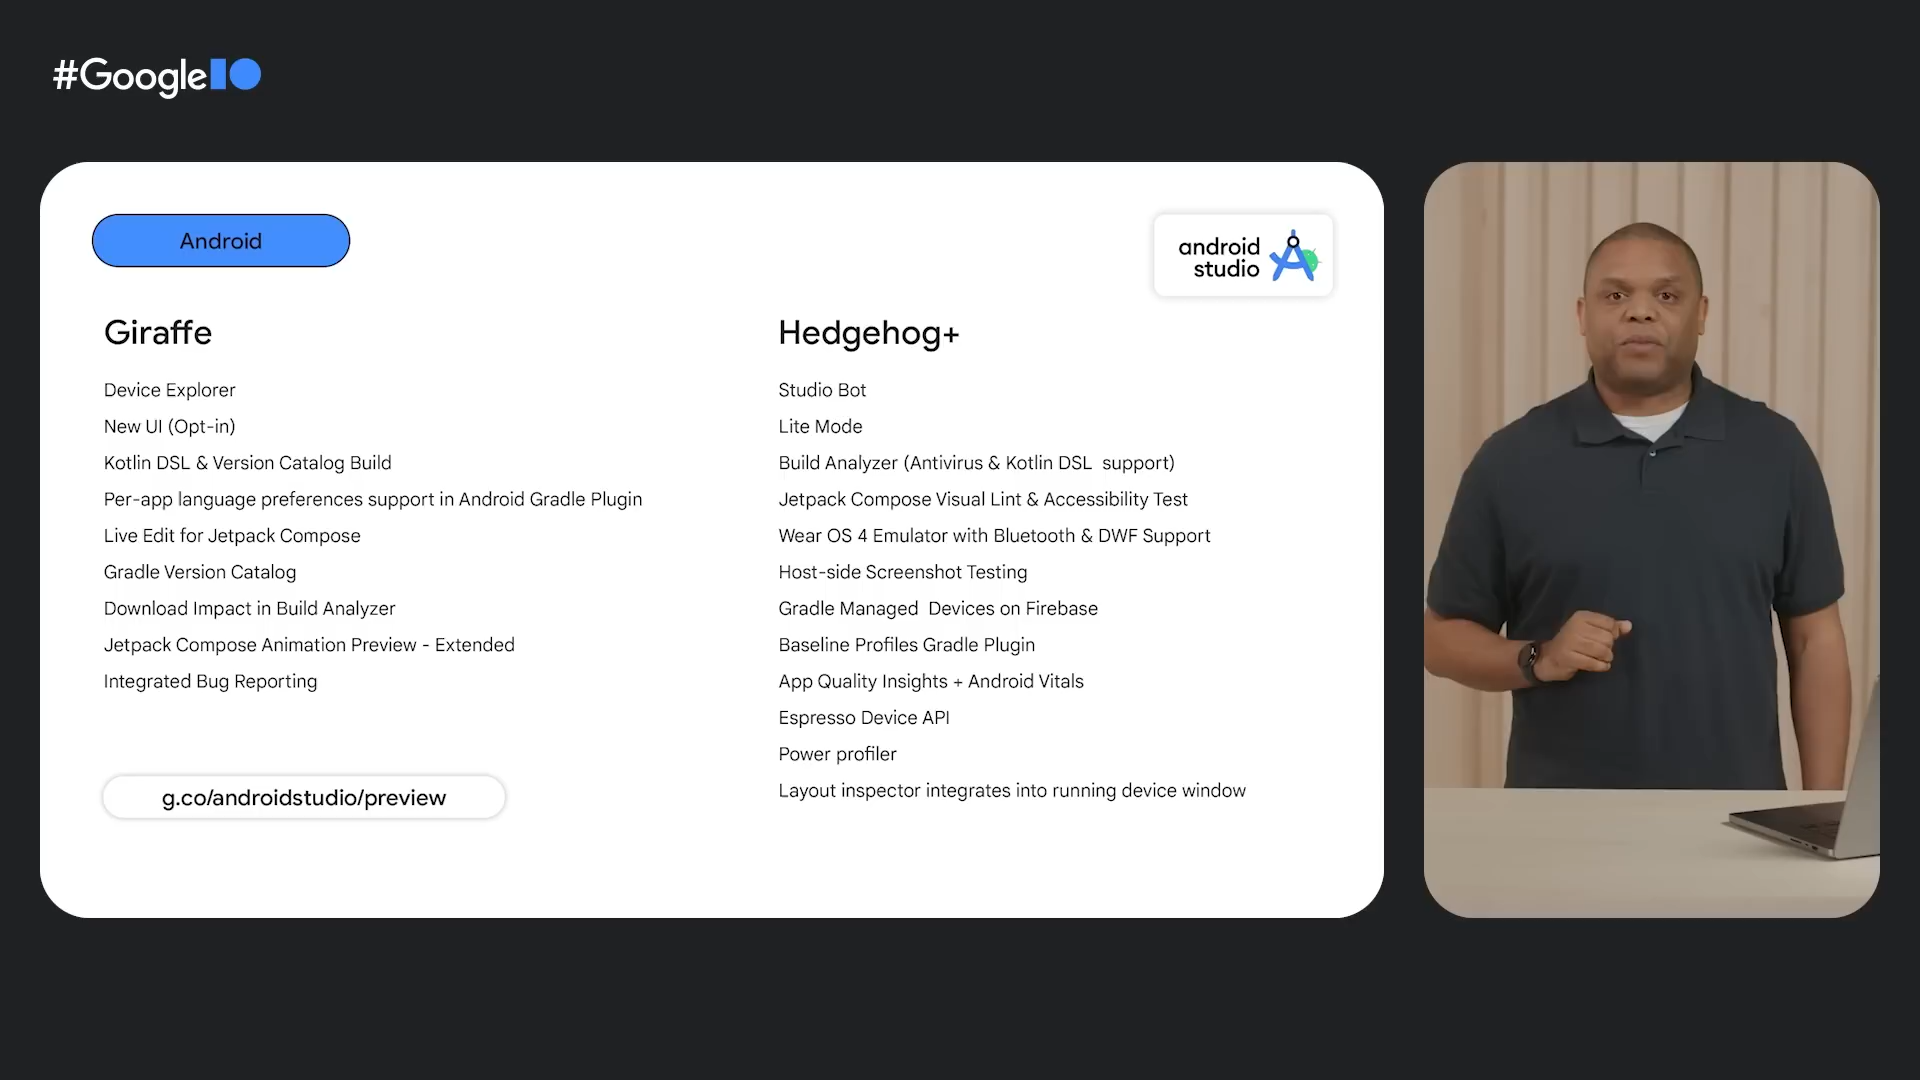 #GoogleIO
Android
android
studio
Giraffe
Device Explorer
New UI (Opt-in)
Kotlin DSL & Version Catalog Build
Per-app language preferences support in Android Gradle Plugin
Live Edit for Jetpack Compose
Gradle Version Catalog
Download Impact in Build Analyzer
Jetpack Compose Animation Preview - Extended
Integrated Bug Reporting
g.co/androidstudio/preview
Hedgehog+
Studio Bot
Lite Mode
Build Analyzer (Antivirus & Kotlin DSL  support)
Jetpack Compose Visual Lint & Accessibility Test
Wear OS 4 Emulator with Bluetooth & DWF Support
Host-side Screenshot Testing
Gradle Managed  Devices on Firebase
Baseline Profiles Gradle Plugin
App Quality Insights + Android Vitals
Espresso Device API
Power profiler
Layout inspector integrates into running device window